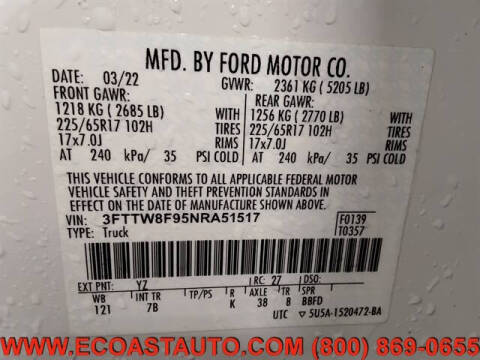 MFD. BY FORD MOTOR CO.
DATE: 03/22 GVWR: 2361 KG ( 5205 LB)
FRONT GAWR: REAR GAWR:
1218 KG ( 2685 LB) WITH 1256 KG ( 2770 LB) WITH
225/65R17 102H TIRES 225/65R17 102H TIRES
17x7.0J RIMS 17x7.0J RIMS
AT 240 kPa/ 35 PSI COLD AT 240 kPa/ 35 PSI COLD
THIS VEHICLE CONFORMS TO ALL APPLICABLE FEDERAL MOTOR
VEHICLE SAFETY AND THEFT PREVENTION STANDARDS IN
EFFECT ON THE DATE OF MANUFACTURE SHOWN ABOVE.
VIN: 3FTTW8F95NRA51517 F0139
TYPE: Truck T0357
EXT PNT: YZ RC: 27 DSO:
WB INT TR TP/PS R AXLE TR SPR
121 7B K 38 8 BBFD
UTC ▽5U5A-1520472-BA
WWW.ECOASTAUTO.COM (800) 869-0655